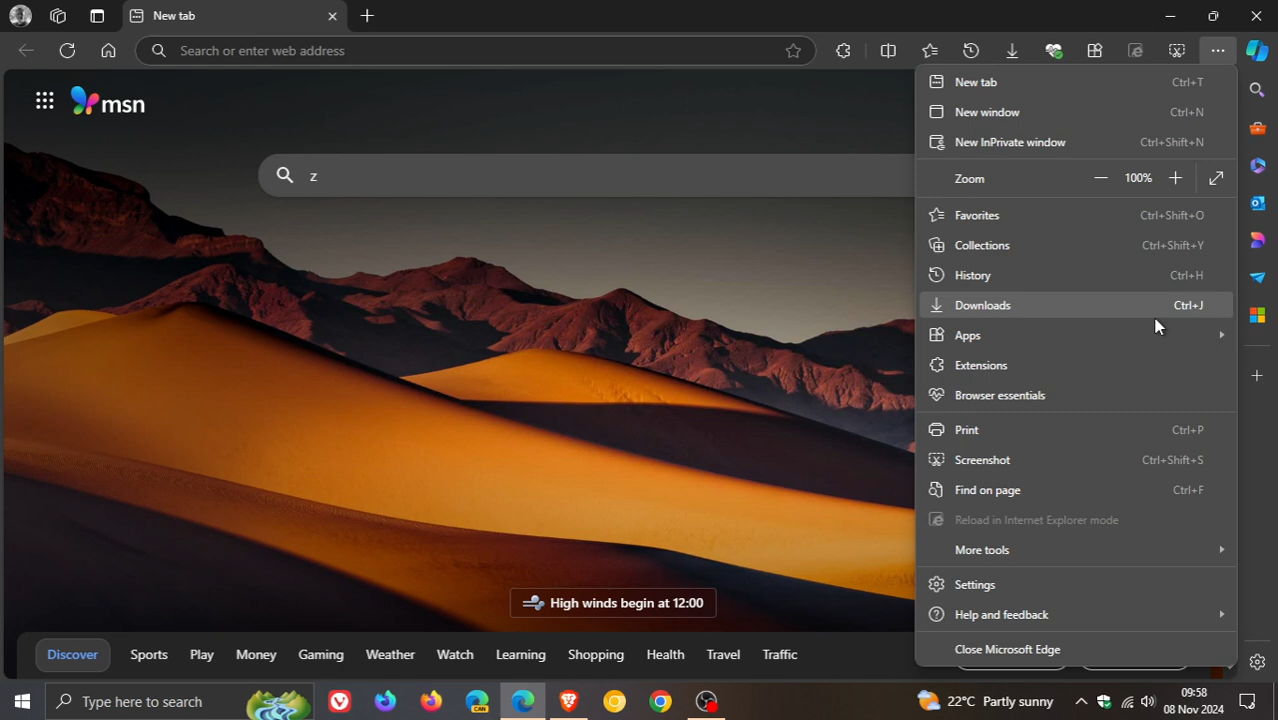 New tab
Search or enter web address
msn
z
New tab Ctrl+T
New window Ctrl+N
New InPrivate window Ctrl+Shift+N
Zoom 100%
Favorites Ctrl+Shift+O
Collections Ctrl+Shift+Y
History Ctrl+H
Downloads Ctrl+J
Apps
Extensions
Browser essentials
Print Ctrl+P
Screenshot Ctrl+Shift+S
Find on page Ctrl+F
Reload in Internet Explorer mode
More tools
Settings
Help and feedback
Close Microsoft Edge
High winds begin at 12:00
Discover Sports Play Money Gaming Weather Watch Learning Shopping Health Travel Traffic
Type here to search
CAN
22°C Partly sunny
09:58
08 Nov 2024